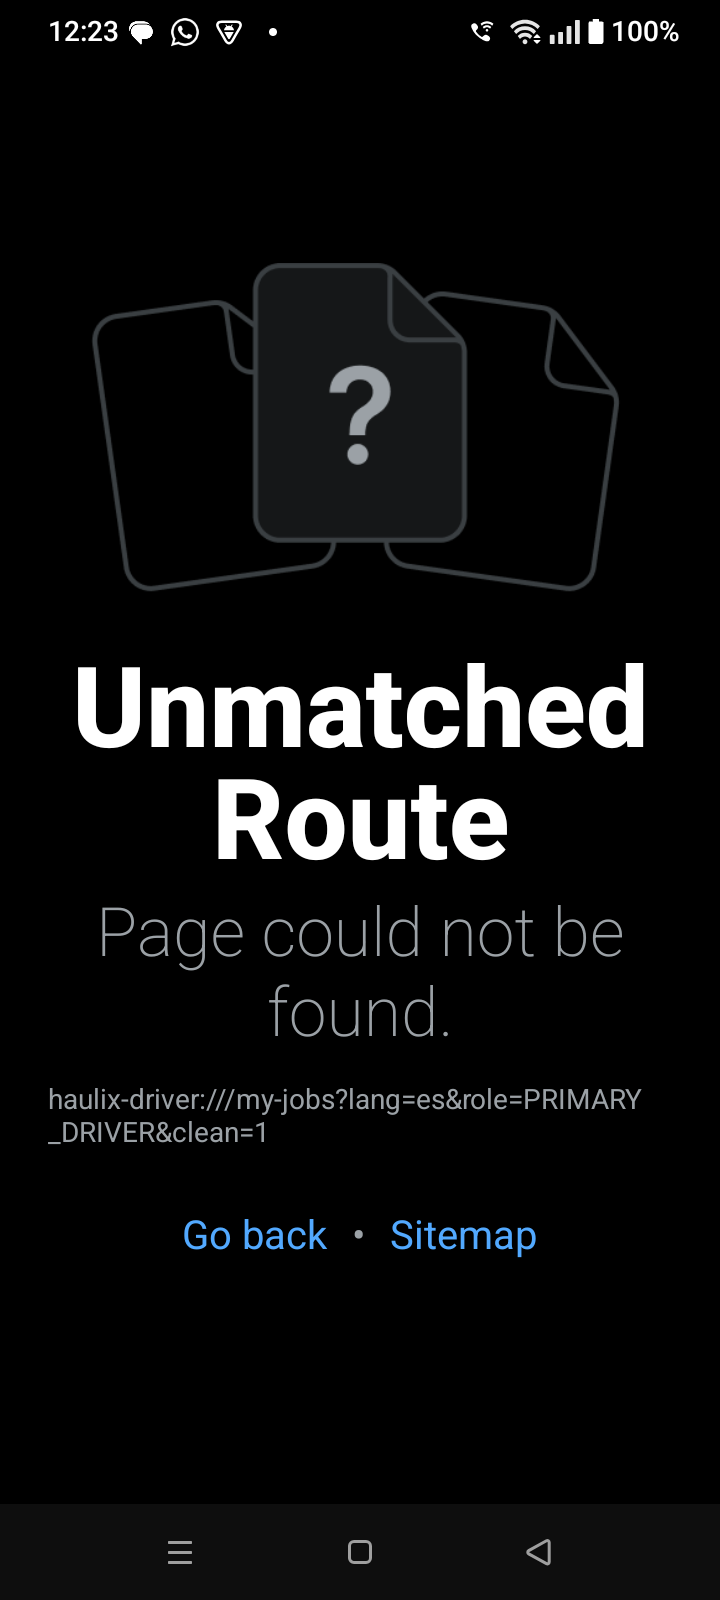 12:23
100%
?
Unmatched
Route
Page could not be
found.
haulix-driver:///my-jobs?lang=es&role=PRIMARY
_DRIVER&clean=1
Go back • Sitemap